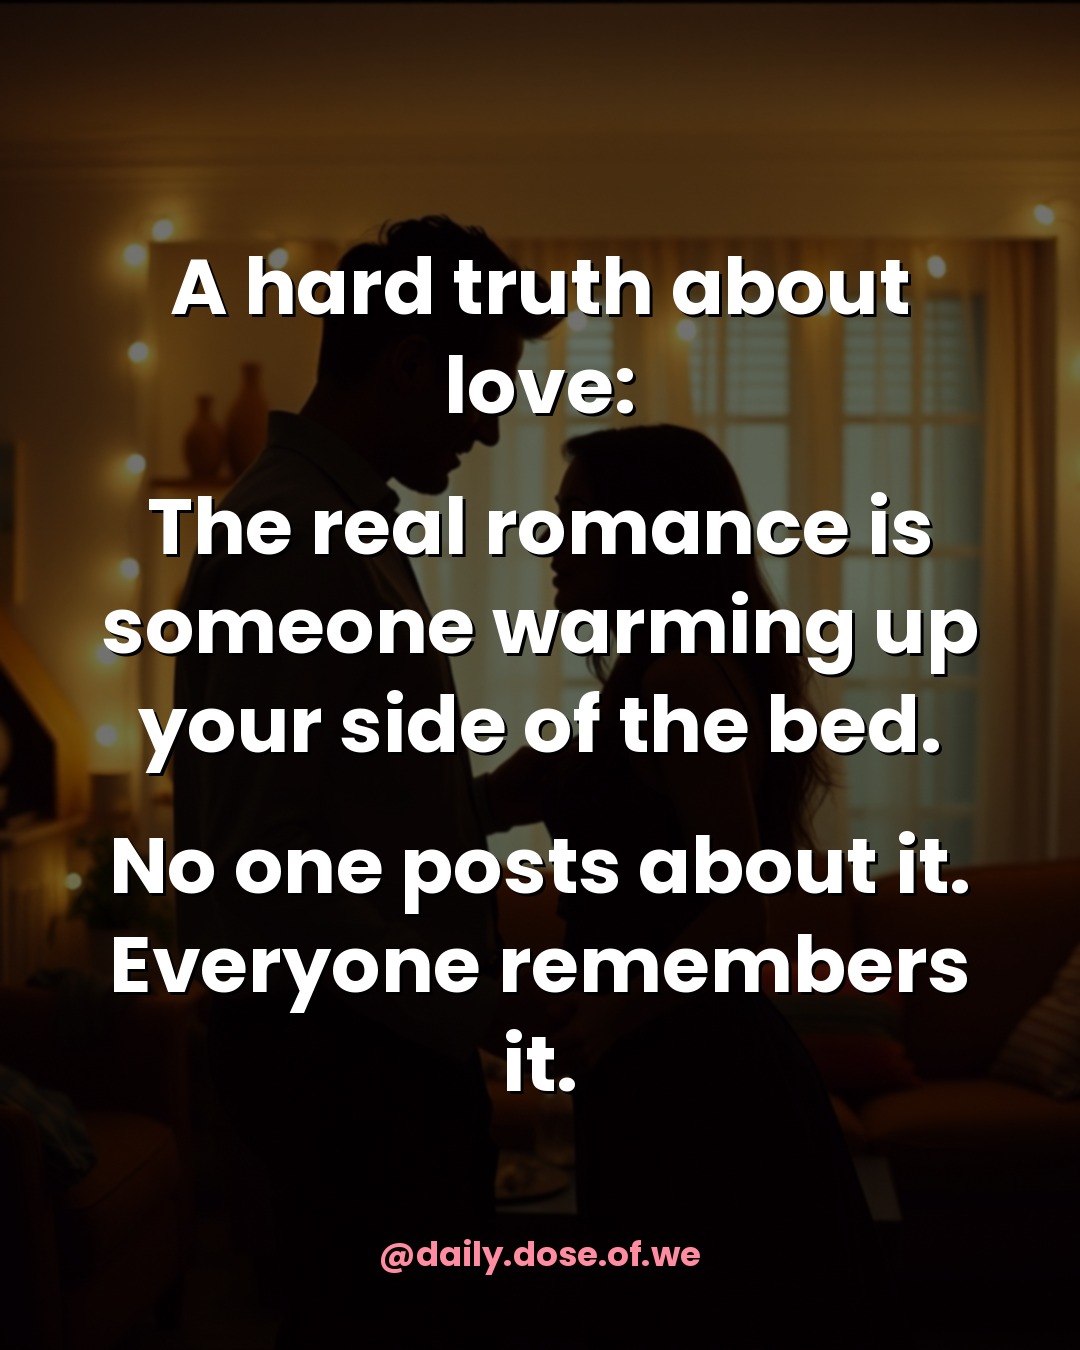 A hard truth about
love:
The real romance is
someone warming up
your side of the bed.
No one posts about it.
Everyone remembers
it.
@daily.dose.of.we